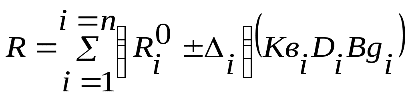 i = n
R = Σ [ R_i^0 ± Δ_i ] (Кв_i D_i Bg_i)
i = 1